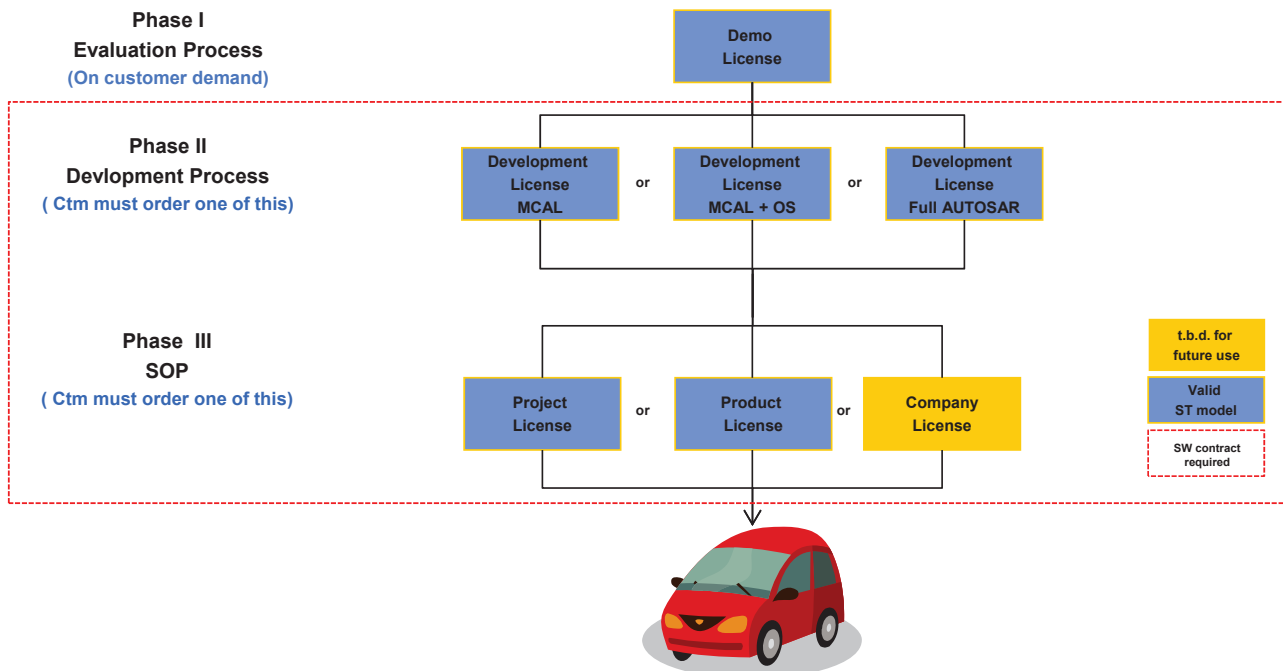 Phase I
Evaluation Process
(On customer demand)
Demo
License
Phase II
Devlopment Process
( Ctm must order one of this)
Development
License
MCAL
or
Development
License
MCAL + OS
or
Development
License
Full AUTOSAR
Phase III
SOP
( Ctm must order one of this)
Project
License
or
Product
License
or
Company
License
t.b.d. for
future use
Valid
ST model
SW contract
required